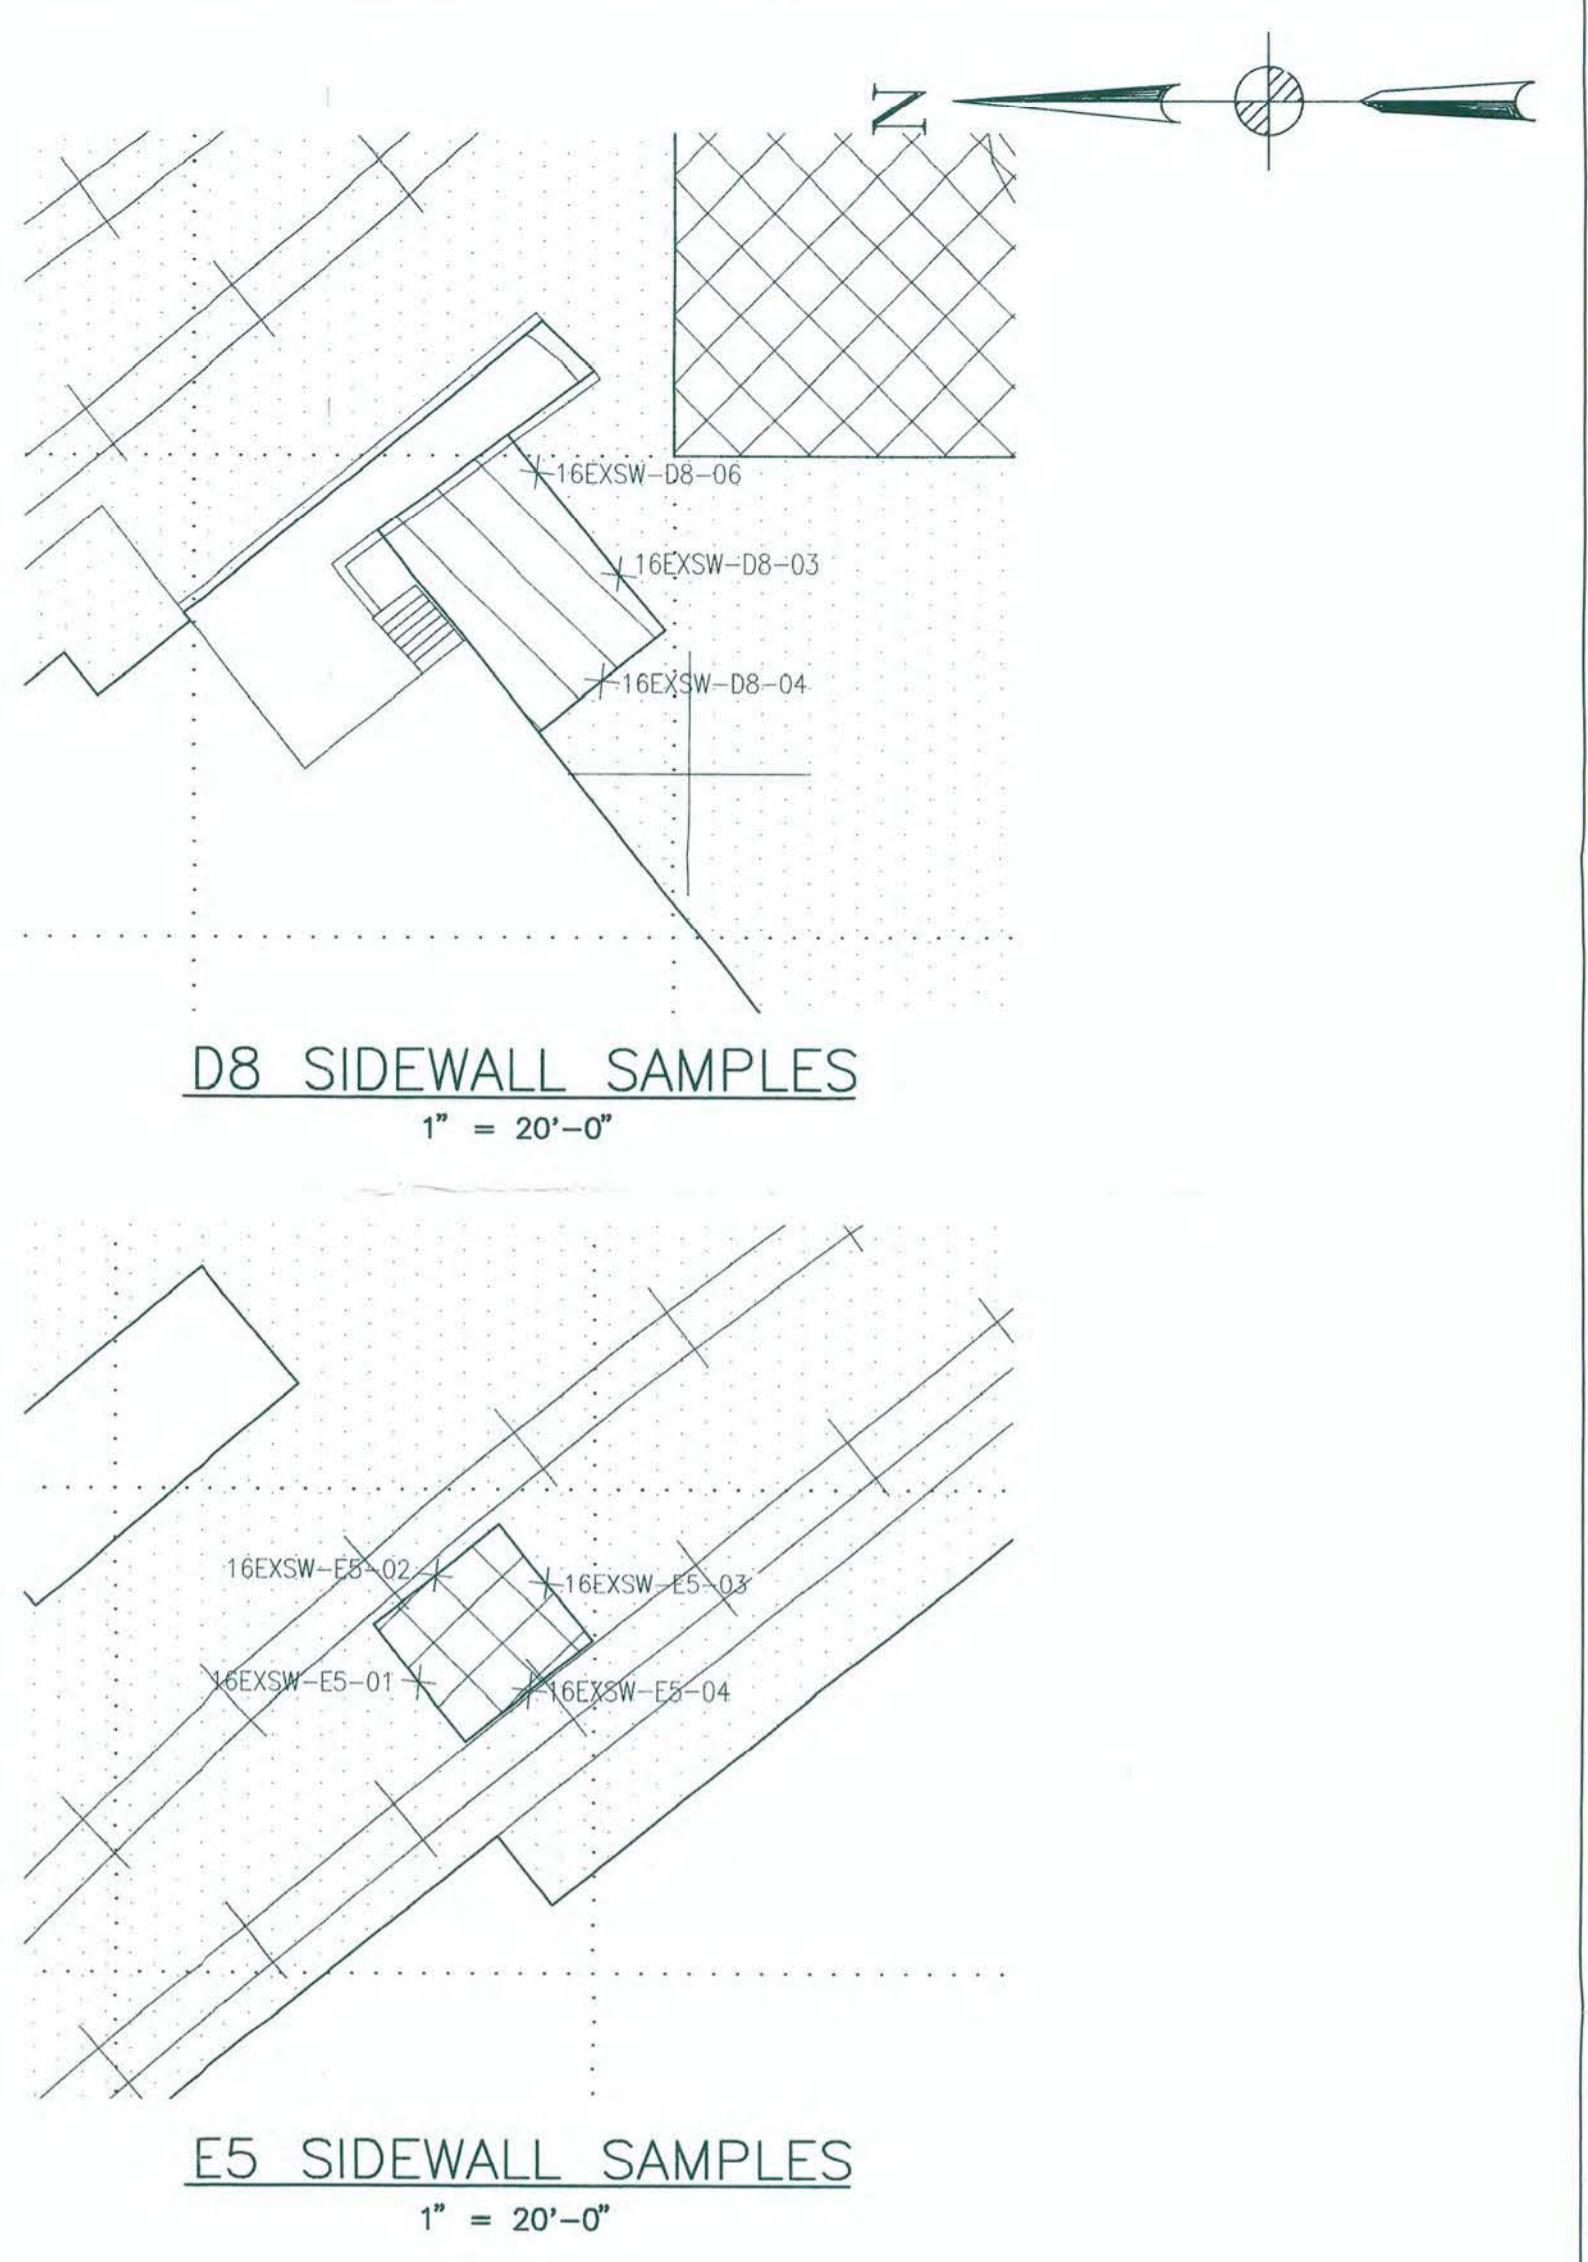 N
16EXSW-D8-06
16EXSW-D8-03
16EXSW-D8-04
D8 SIDEWALL SAMPLES
1" = 20'-0"
16EXSW-E5-02
16EXSW-E5-03
16EXSW-E5-01
16EXSW-E5-04
E5 SIDEWALL SAMPLES
1" = 20'-0"